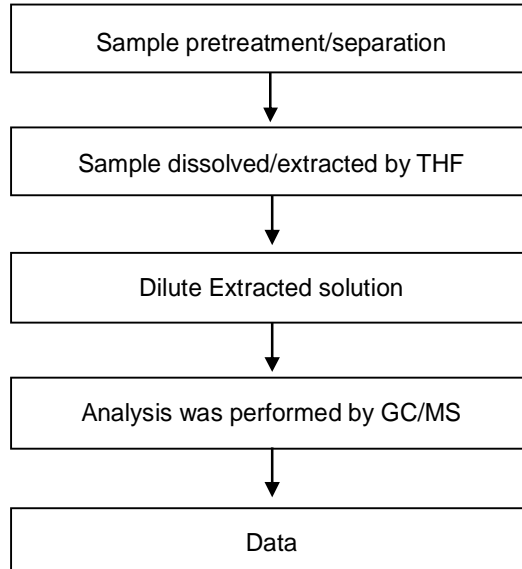 Sample pretreatment/separation
Sample dissolved/extracted by THF
Dilute Extracted solution
Analysis was performed by GC/MS
Data